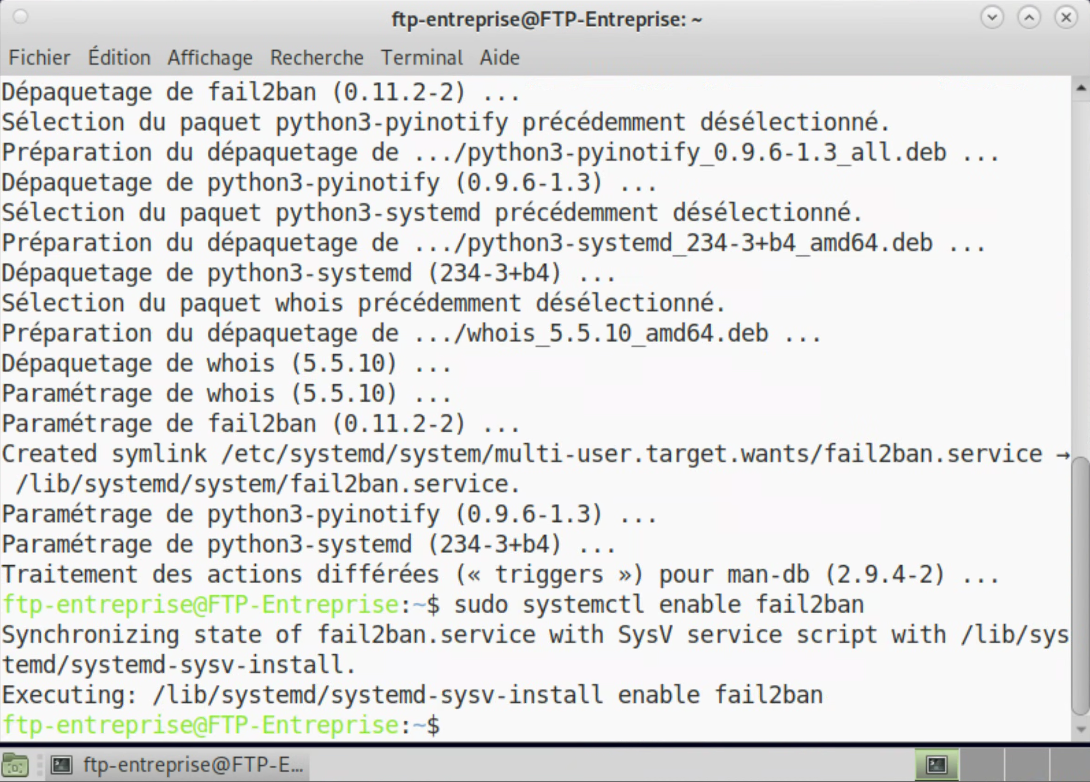 ftp-entreprise@FTP-Entreprise: ~
Fichier Édition Affichage Recherche Terminal Aide
Dépaquetage de fail2ban (0.11.2-2) ...
Sélection du paquet python3-pyinotify précédemment désélectionné.
Préparation du dépaquetage de .../python3-pyinotify_0.9.6-1.3_all.deb ...
Dépaquetage de python3-pyinotify (0.9.6-1.3) ...
Sélection du paquet python3-systemd précédemment désélectionné.
Préparation du dépaquetage de .../python3-systemd_234-3+b4_amd64.deb ...
Dépaquetage de python3-systemd (234-3+b4) ...
Sélection du paquet whois précédemment désélectionné.
Préparation du dépaquetage de .../whois_5.5.10_amd64.deb ...
Dépaquetage de whois (5.5.10) ...
Paramétrage de whois (5.5.10) ...
Paramétrage de fail2ban (0.11.2-2) ...
Created symlink /etc/systemd/system/multi-user.target.wants/fail2ban.service →
 /lib/systemd/system/fail2ban.service.
Paramétrage de python3-pyinotify (0.9.6-1.3) ...
Paramétrage de python3-systemd (234-3+b4) ...
Traitement des actions différées (« triggers ») pour man-db (2.9.4-2) ...
ftp-entreprise@FTP-Entreprise:~$ sudo systemctl enable fail2ban
Synchronizing state of fail2ban.service with SysV service script with /lib/sys
temd/systemd-sysv-install.
Executing: /lib/systemd/systemd-sysv-install enable fail2ban
ftp-entreprise@FTP-Entreprise:~$
ftp-entreprise@FTP-E...